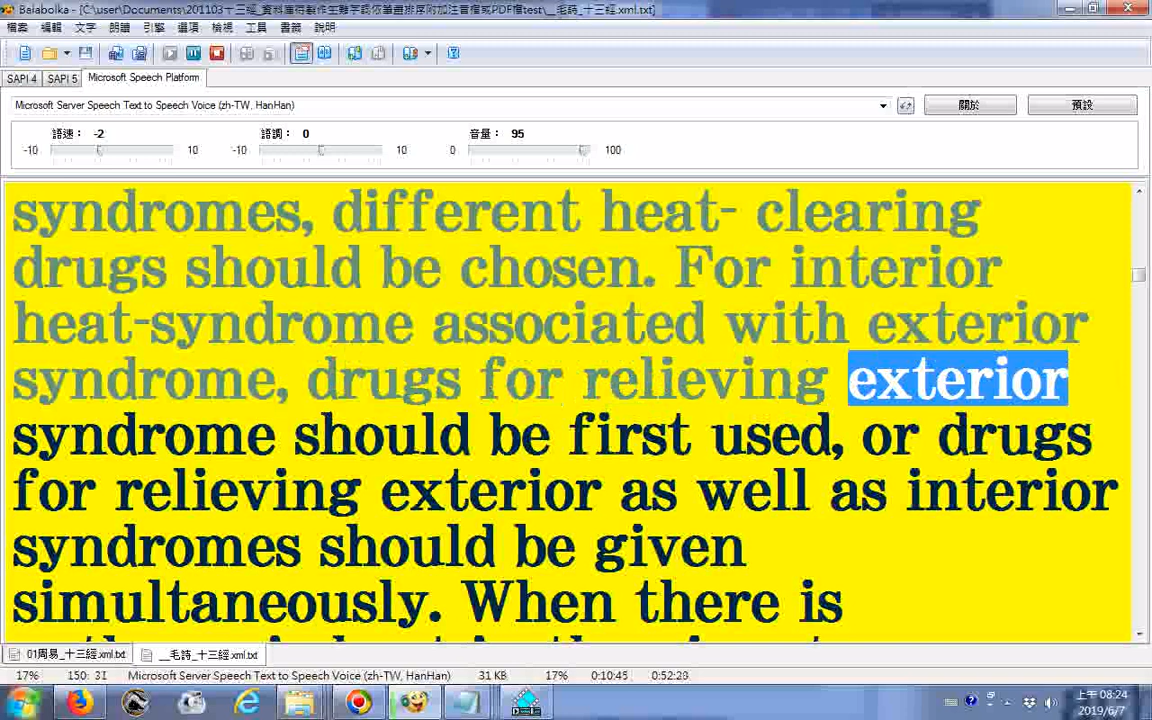 Balabolka - [C:\user\Documents\201103十三經_資料庫衍製作生難字詞依筆畫排序附加注音檔或PDF檔test\__毛詩_十三經.xml.txt]
檔案 編輯 文字 朗讀 引擎 選項 檢視 工具 書籤 說明
SAPI 4 SAPI 5 Microsoft Speech Platform
Microsoft Server Speech Text to Speech Voice (zh-TW, HanHan) 關於 預設
語速： -2 語調： 0 音量： 95
-10 10 -10 10 0 100
syndromes, different heat- clearing
drugs should be chosen. For interior
heat-syndrome associated with exterior
syndrome, drugs for relieving exterior
syndrome should be first used, or drugs
for relieving exterior as well as interior
syndromes should be given
simultaneously. When there is
01周易_十三經.xml.txt __毛詩_十三經.xml.txt
17% 150: 31 Microsoft Server Speech Text to Speech Voice (zh-TW, HanHan) 31 KB 17% 0:10:45 0:52:28
上午 08:24
2019/6/7